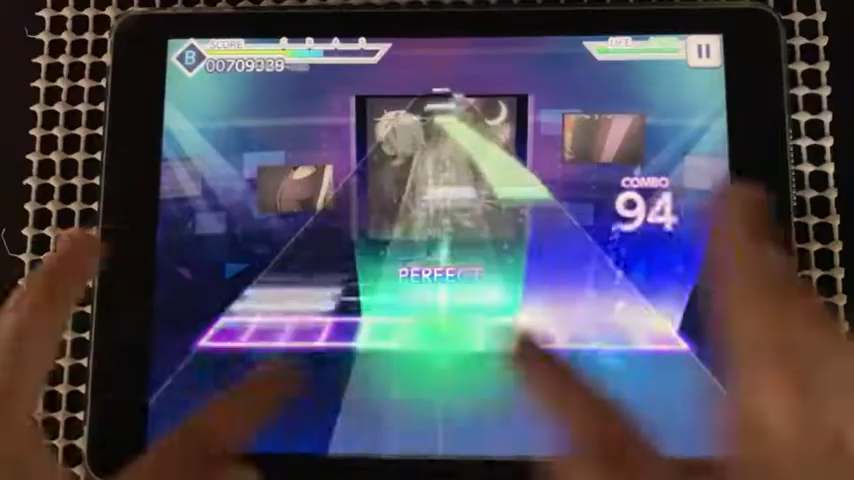 B
SCORE
C B A S
00709338
LIFE
COMBO
94
PERFECT